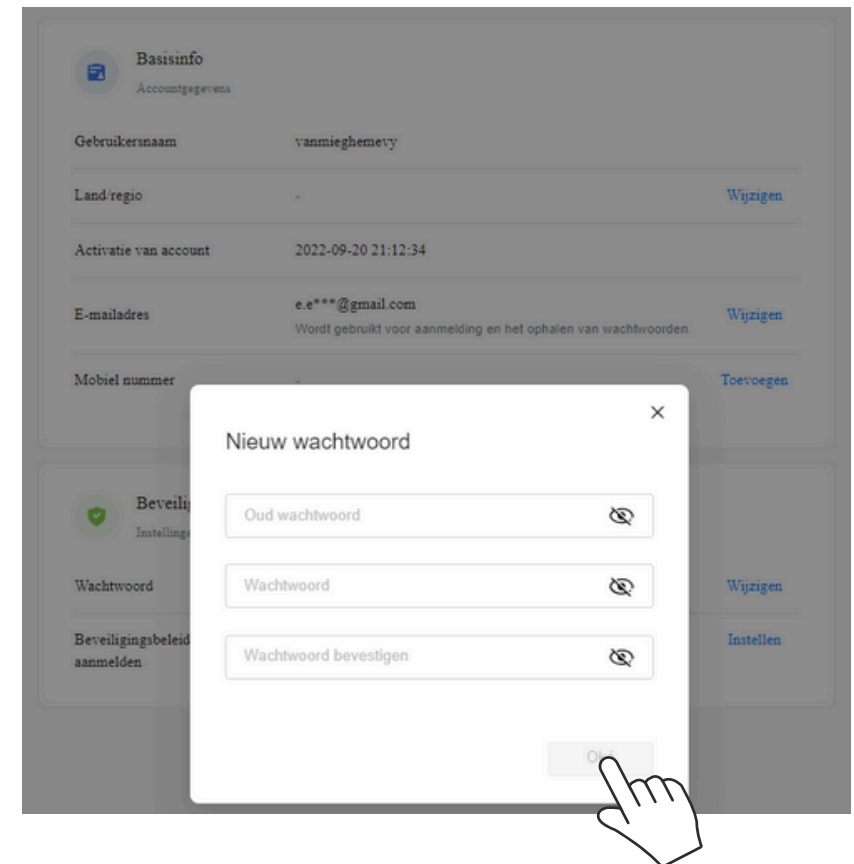 Basisinfo
Accountgegevens
Gebruikersnaam vanmieghemevy
Land/regio - Wijzigen
Activatie van account 2022-09-20 21:12:34
E-mailadres e.e***@gmail.com Wijzigen
Wordt gebruikt voor aanmelding en het ophalen van wachtwoorden.
Mobiel nummer - Toevoegen
Nieuw wachtwoord
Oud wachtwoord
Wachtwoord
Wachtwoord bevestigen
Wachtwoord Wijzigen
Beveiligingsbeleid Instellen
aanmelden